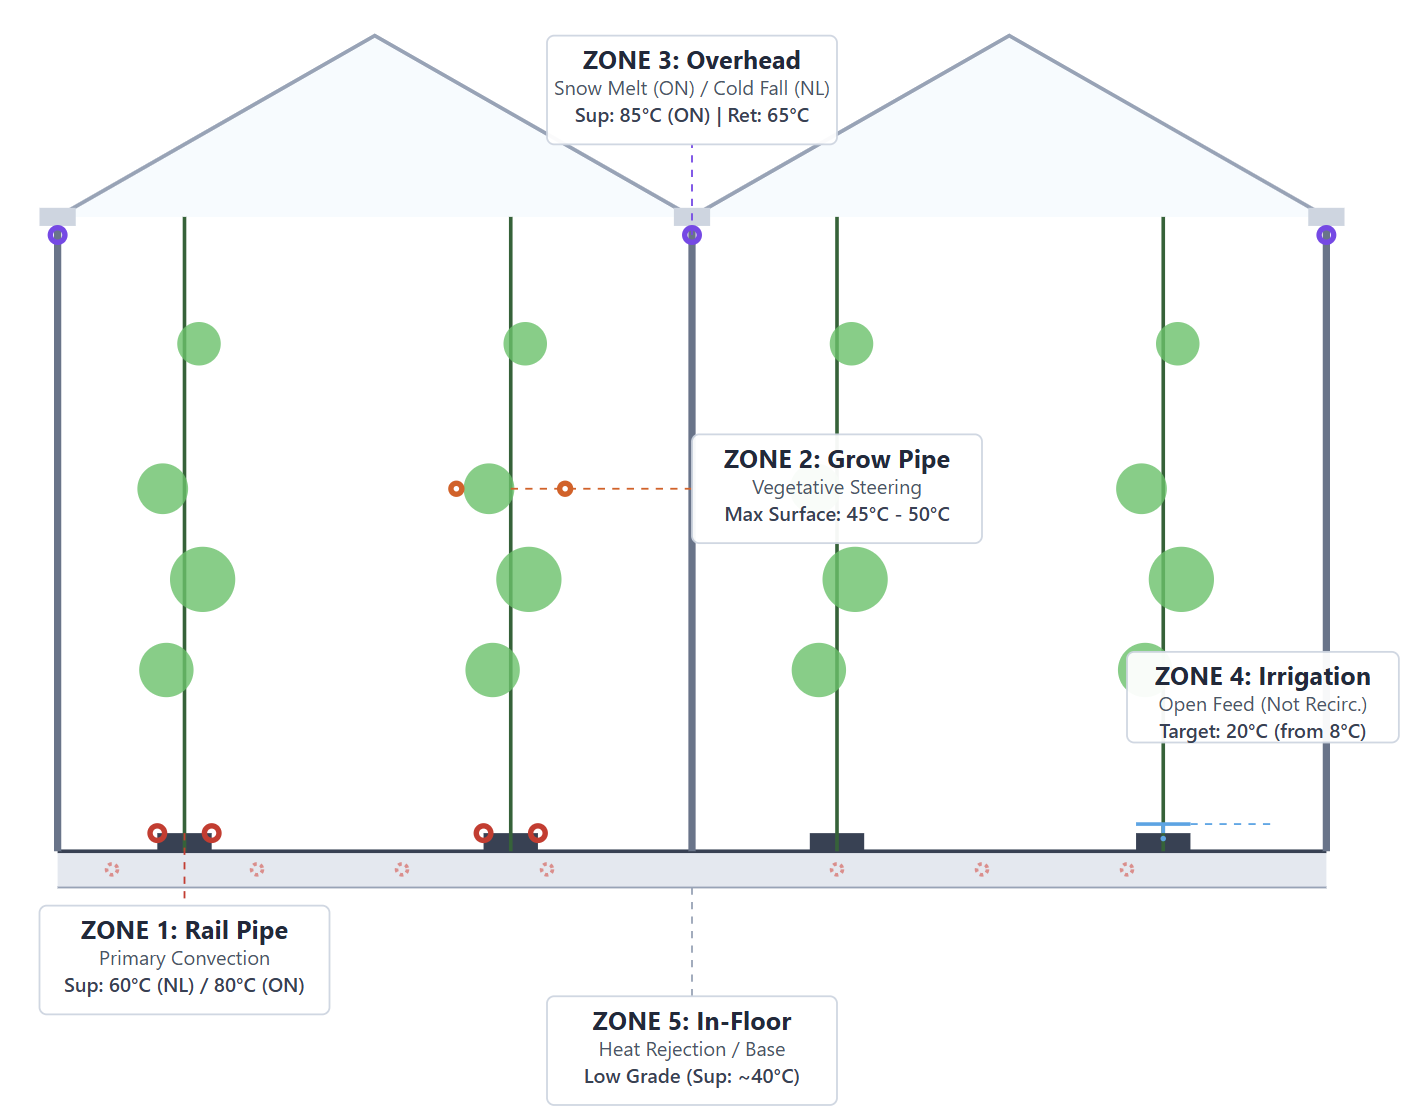 ZONE 3: Overhead
Snow Melt (ON) / Cold Fall (NL)
Sup: 85°C (ON) | Ret: 65°C
ZONE 2: Grow Pipe
Vegetative Steering
Max Surface: 45°C - 50°C
ZONE 4: Irrigation
Open Feed (Not Recirc.)
Target: 20°C (from 8°C)
ZONE 1: Rail Pipe
Primary Convection
Sup: 60°C (NL) / 80°C (ON)
ZONE 5: In-Floor
Heat Rejection / Base
Low Grade (Sup: ~40°C)